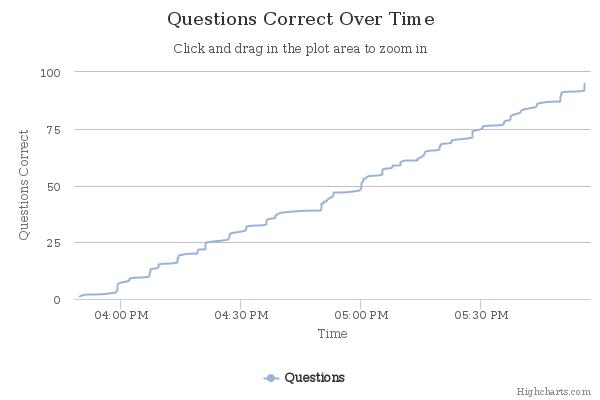 Questions Correct Over Time
Click and drag in the plot area to zoom in
Questions Correct
100
75
50
25
0
04:00 PM
04:30 PM
05:00 PM
05:30 PM
Time
Questions
Highcharts.com